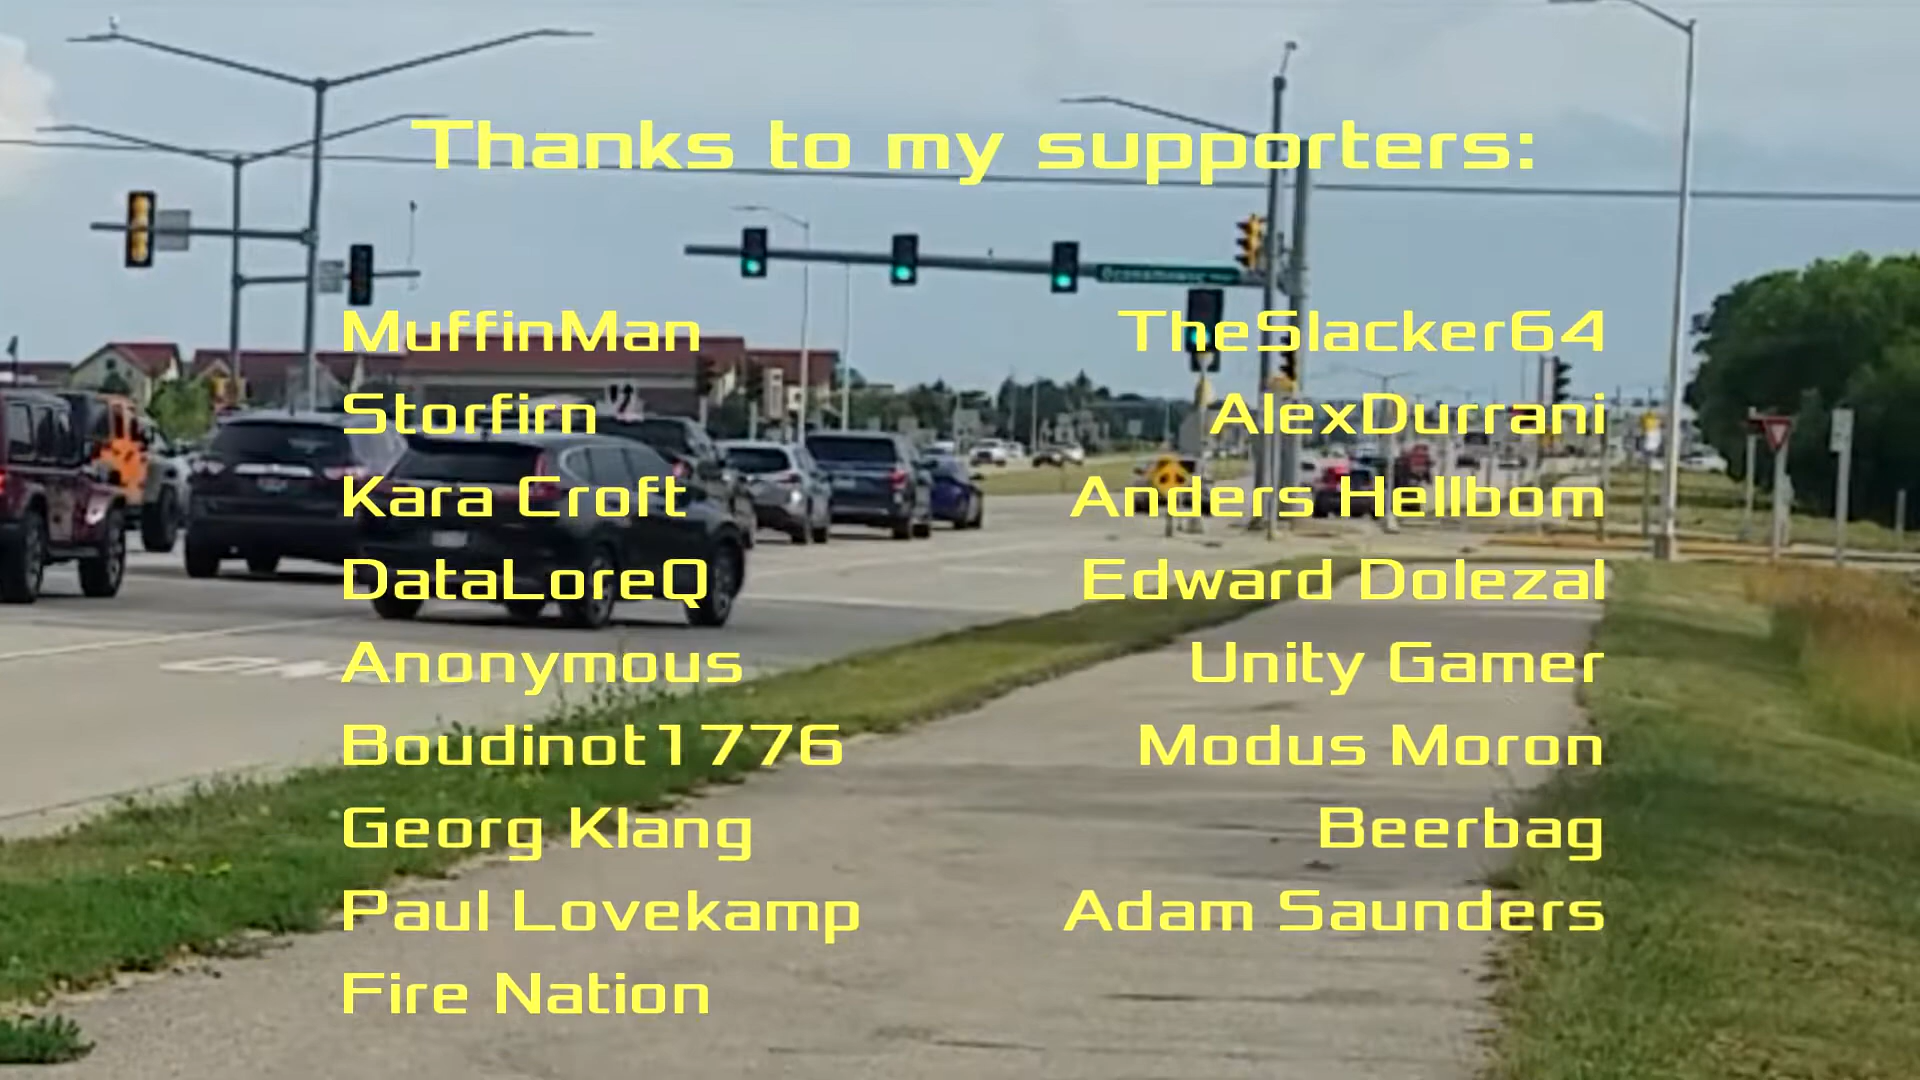 Thanks to my supporters:
MuffinMan
Storfirn
Kara Croft
DataLoreQ
Anonymous
Boudinot1776
Georg Klang
Paul Lovekamp
Fire Nation
TheSlacker64
AlexDurrani
Anders Hellbom
Edward Dolezal
Unity Gamer
Modus Moron
Beerbag
Adam Saunders